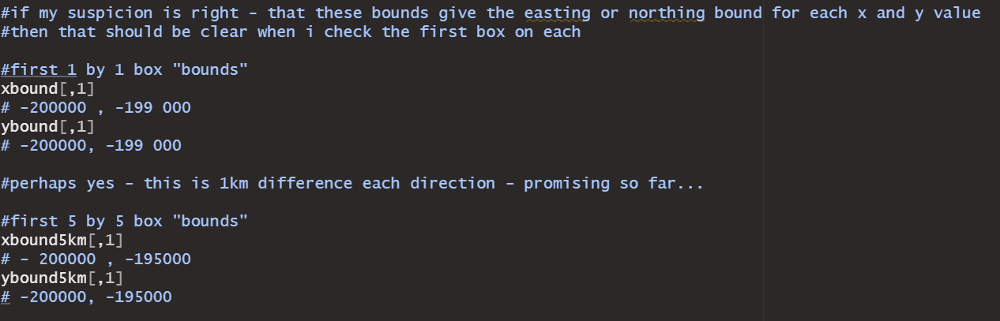 #if my suspicion is right - that these bounds give the easting or northing bound for each x and y value
#then that should be clear when i check the first box on each
#first 1 by 1 box "bounds"
xbound[,1]
# -200000 , -199 000
ybound[,1]
# -200000, -199 000
#perhaps yes - this is 1km difference each direction - promising so far...
#first 5 by 5 box "bounds"
xbound5km[,1]
# - 200000 , -195000
ybound5km[,1]
# -200000, -195000